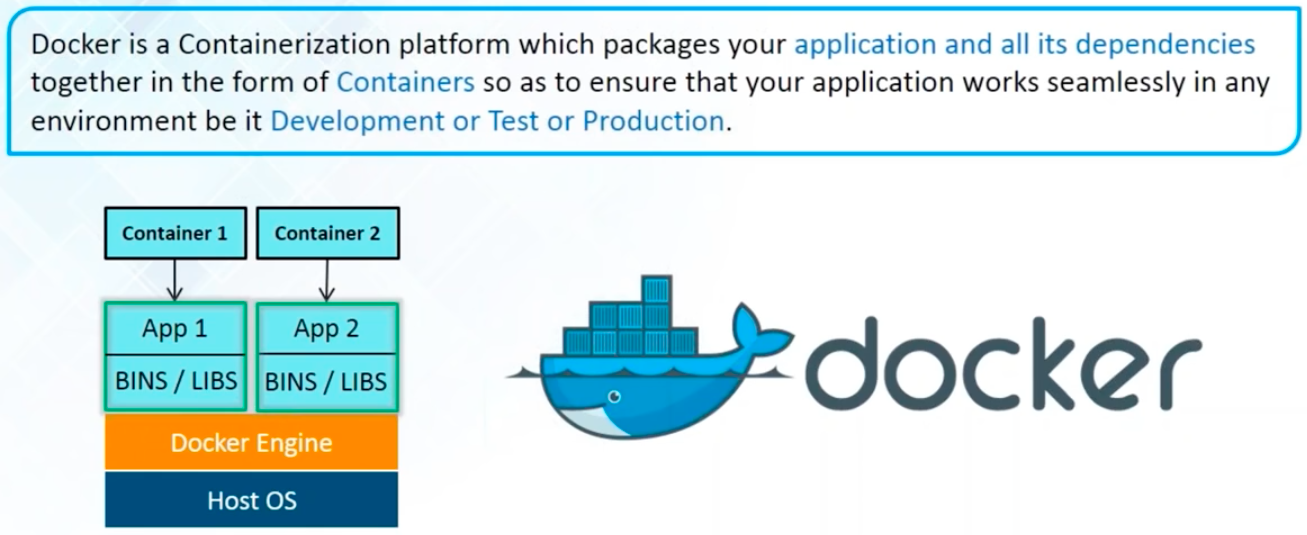 Docker is a Containerization platform which packages your application and all its dependencies
together in the form of Containers so as to ensure that your application works seamlessly in any
environment be it Development or Test or Production.
Container 1
Container 2
App 1
App 2
BINS / LIBS
BINS / LIBS
Docker Engine
Host OS
docker